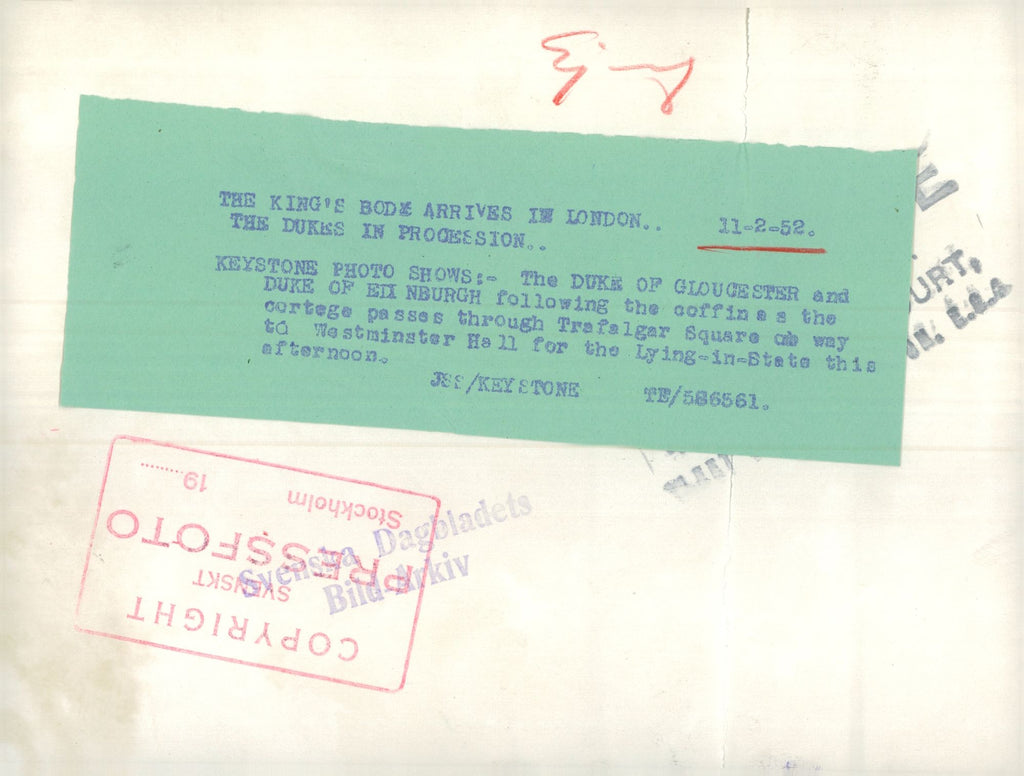 THE KING'S BODY ARRIVES IN LONDON.. 11-2-52.
THE DUKES IN PROCESSION..
KEYSTONE PHOTO SHOWS:- The DUKE OF GLOUCESTER and
DUKE OF EDINBURGH following the coffin as the
cortege passes through Trafalgar Square on way
to Westminster Hall for the Lying-in-State this
afternoon.
JSS/KEYSTONE TE/586561.
COPYRIGHT
SVENSKT
PRESSFOTO
Stockholm
19.........
Svenska Dagbladets
Bild-Arkiv